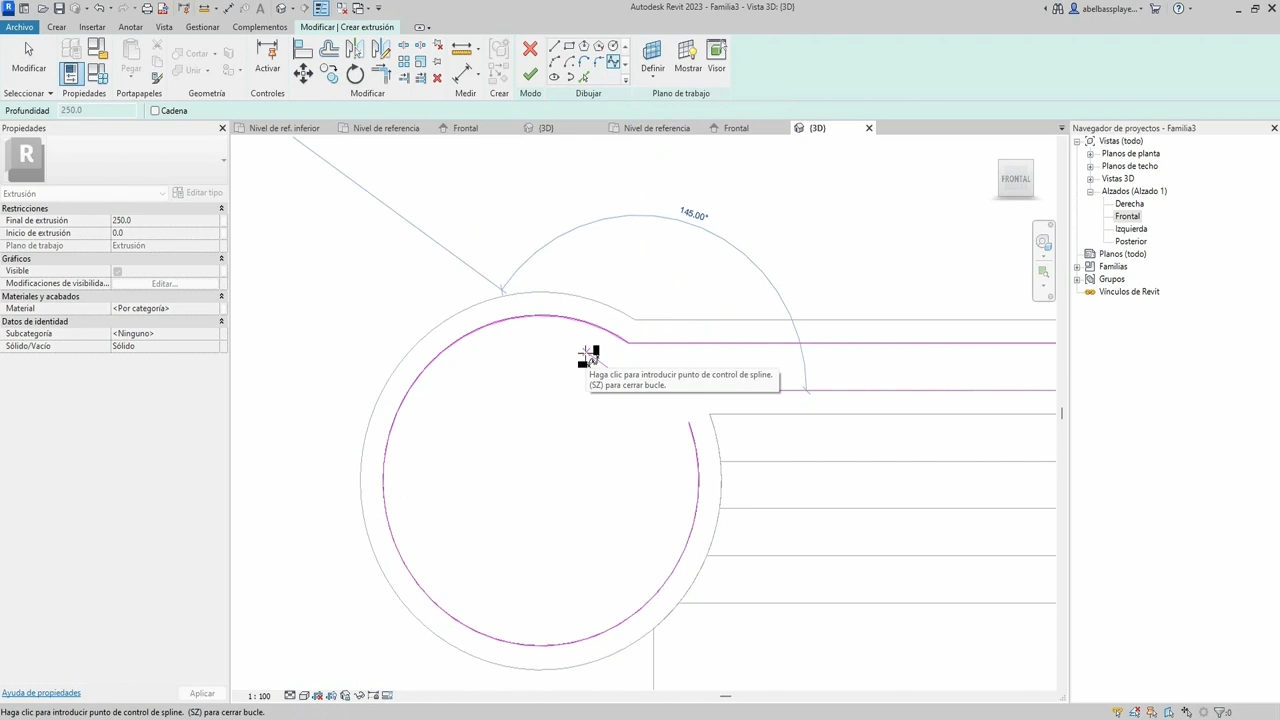 Autodesk Revit 2023 - Familia3 - Vista 3D: {3D}
abelbassplaye...
Archivo
Crear
Insertar
Anotar
Vista
Gestionar
Complementos
Modificar | Crear extrusión
Modificar
Pegar
Cortar
Unir
Activar
Definir
Mostrar
Visor
Seleccionar
Propiedades
Portapapeles
Geometría
Controles
Modificar
Medir
Crear
Modo
Dibujar
Plano de trabajo
Profundidad 250.0
Cadena
Propiedades
Nivel de ref. inferior
Nivel de referencia
Frontal
{3D}
Nivel de referencia
Frontal
{3D}
Navegador de proyectos - Familia3
R
Extrusión
Editar tipo
Restricciones
Final de extrusión 250.0
Inicio de extrusión 0.0
Plano de trabajo Extrusión
Gráficos
Visible
Modificaciones de visibilida... Editar...
Materiales y acabados
Material <Por categoría>
Datos de identidad
Subcategoría <Ninguno>
Sólido/Vacío Sólido
Ayuda de propiedades
Aplicar
145.00°
FRONTAL
Haga clic para introducir punto de control de spline.
(SZ) para cerrar bucle.
Vistas (todo)
Planos de planta
Planos de techo
Vistas 3D
Alzados (Alzado 1)
Derecha
Frontal
Izquierda
Posterior
Planos (todo)
Familias
Grupos
Vínculos de Revit
1 : 100
Haga clic para introducir punto de control de spline. (SZ) para cerrar bucle.
:0